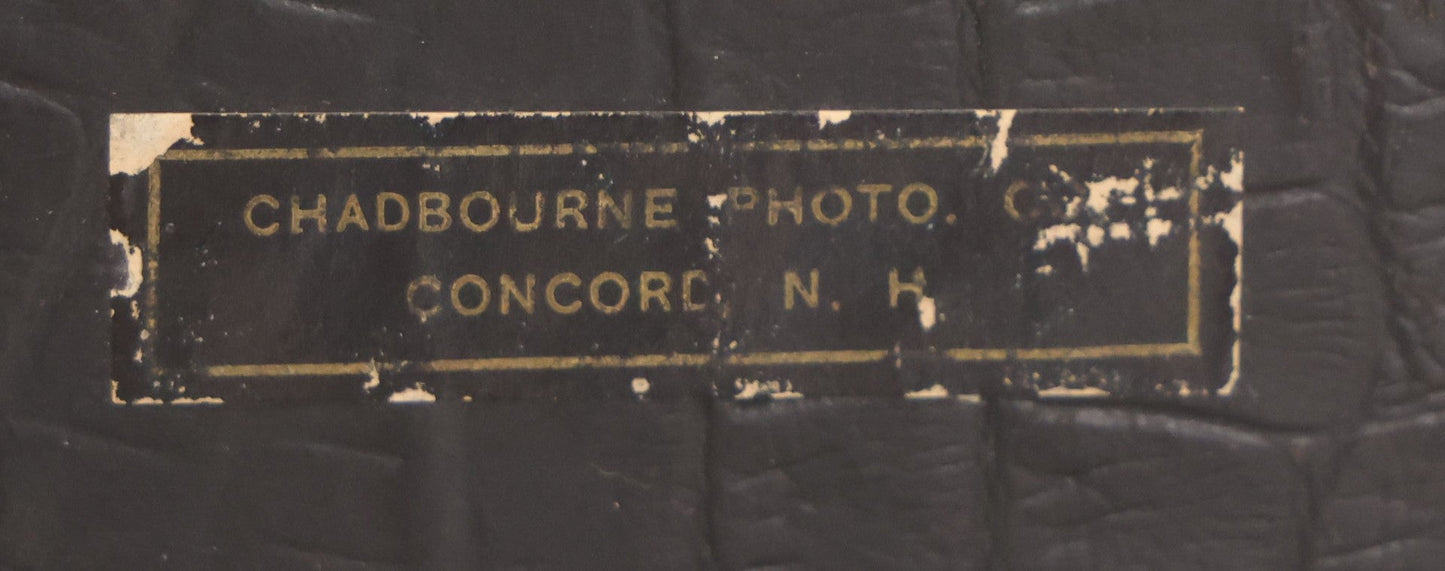 CHADBOURNE PHOTO.
CONCORD, N. H.